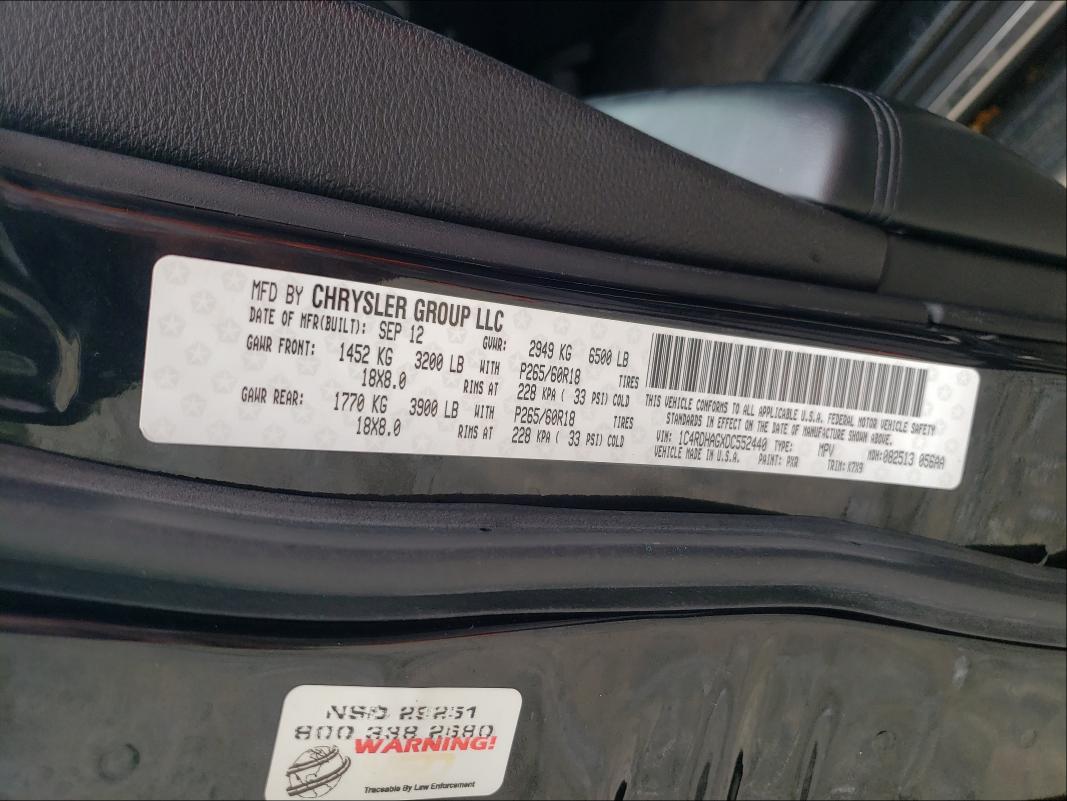 MFD BY CHRYSLER GROUP LLC
DATE OF MFR(BUILT): SEP 12 GVWR: 2949 KG 6500 LB
GAWR FRONT: 1452 KG 3200 LB WITH P265/60R18 TIRES
18X8.0 RIMS AT 228 KPA ( 33 PSI) COLD
GAWR REAR: 1770 KG 3900 LB WITH P265/60R18 TIRES
18X8.0 RIMS AT 228 KPA ( 33 PSI) COLD
THIS VEHICLE CONFORMS TO ALL APPLICABLE U.S.A. FEDERAL MOTOR VEHICLE SAFETY
STANDARDS IN EFFECT ON THE DATE OF MANUFACTURE SHOWN ABOVE.
VIN: 1C4RDHAGXDC552440 TYPE: MPV MDH:082513 056AA
VEHICLE MADE IN U.S.A. PAINT: PXR TRIM: K7X9
NSD 29251
800 338 2680
WARNING!
Traceable By Law Enforcement